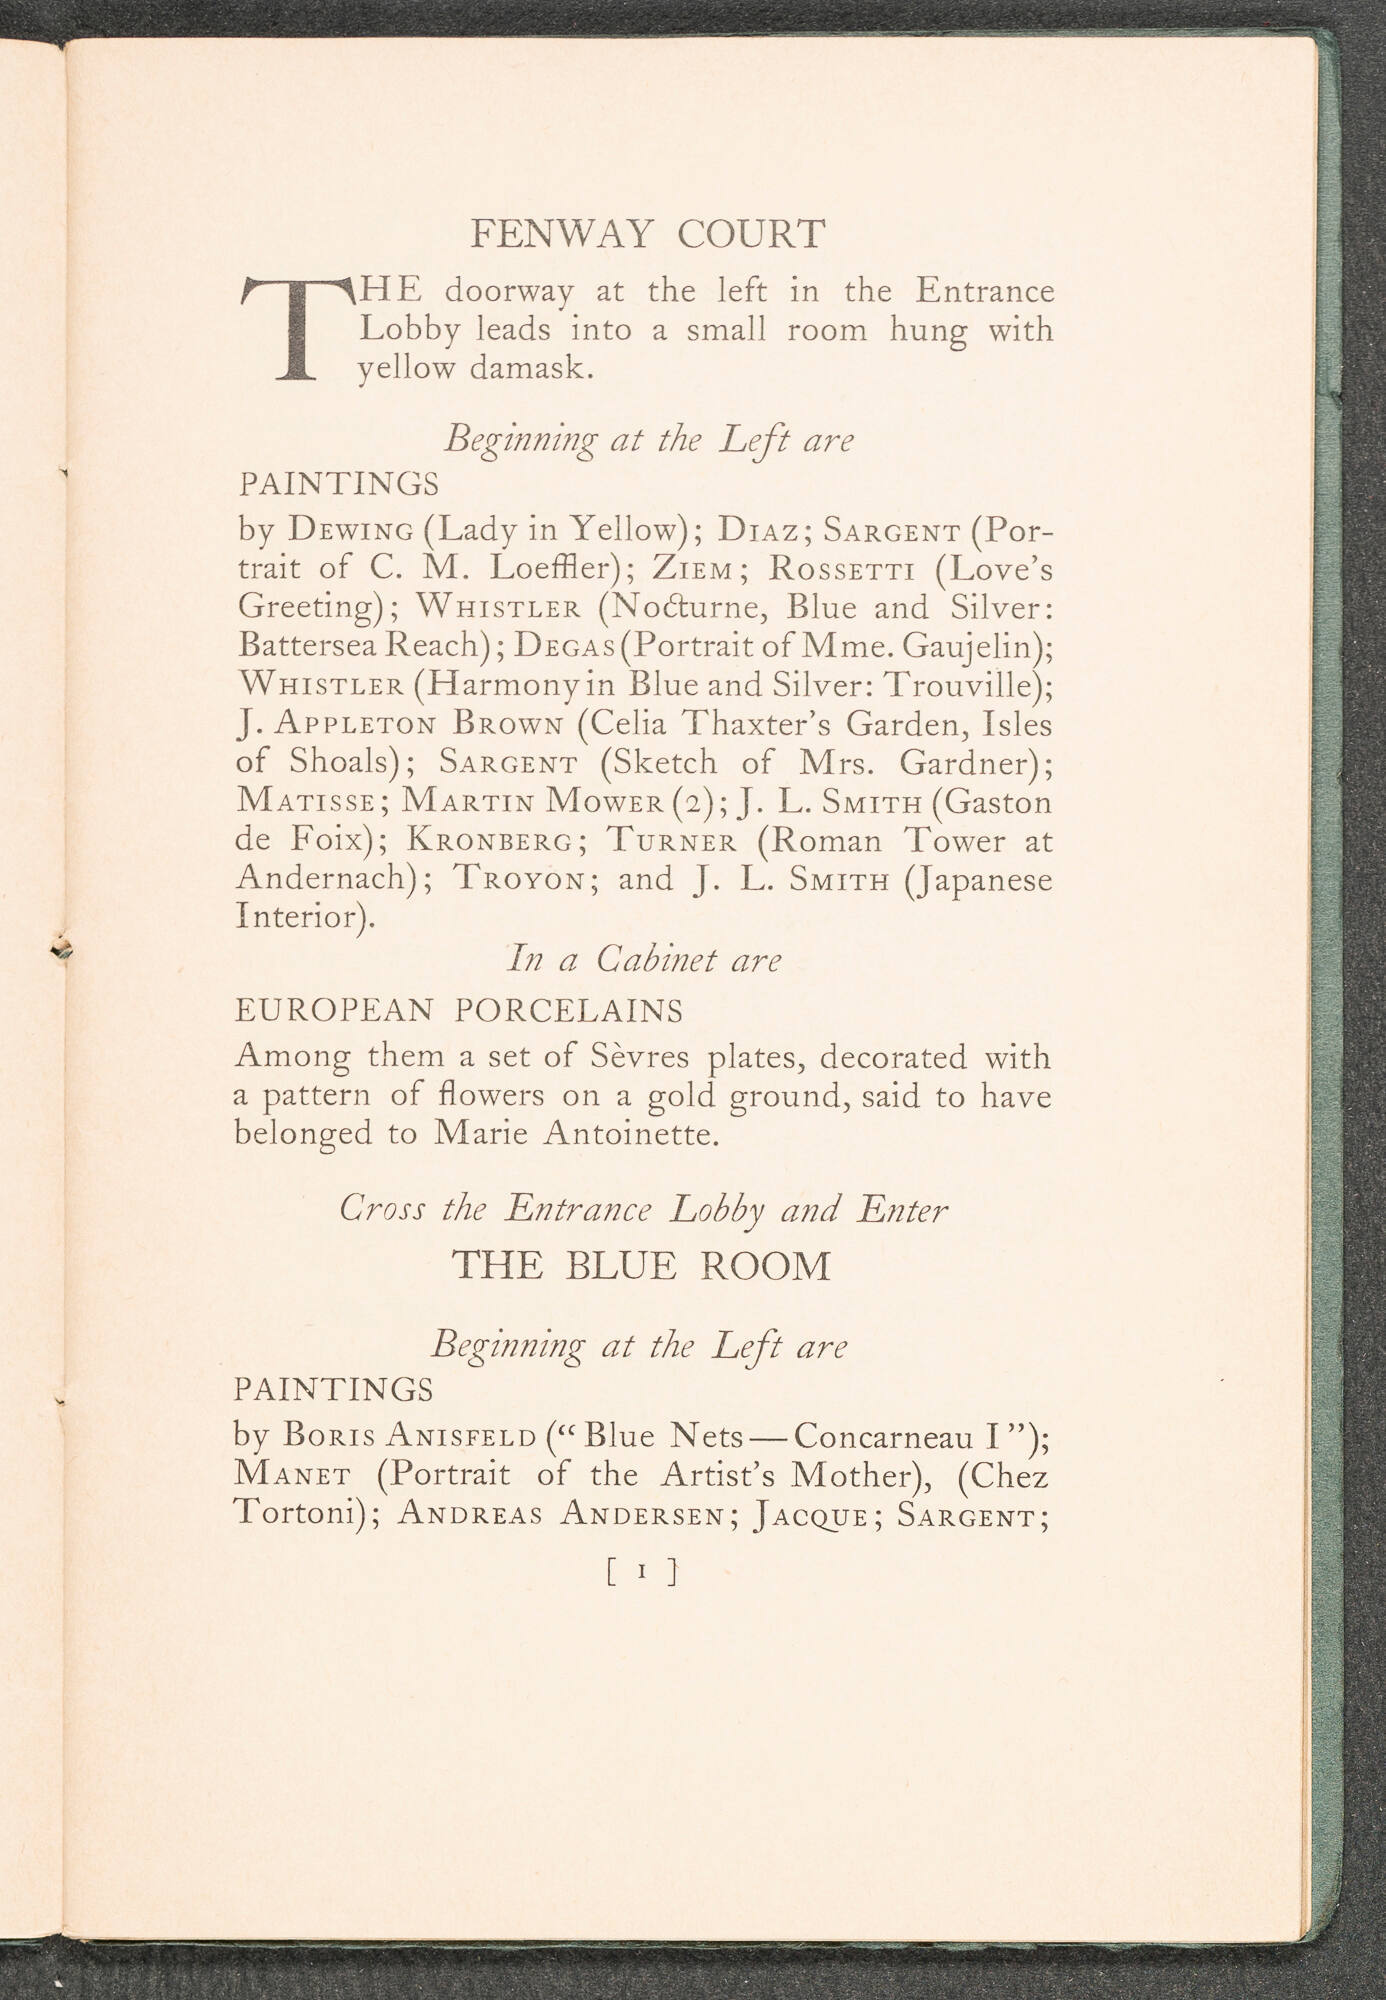 FENWAY COURT
THE doorway at the left in the Entrance
Lobby leads into a small room hung with
yellow damask.
Beginning at the Left are
PAINTINGS
by DEWING (Lady in Yellow); DIAZ; SARGENT (Por-
trait of C. M. Loeffler); ZIEM; ROSSETTI (Love's
Greeting); WHISTLER (Nocturne, Blue and Silver:
Battersea Reach); DEGAS (Portrait of Mme. Gaujelin);
WHISTLER (Harmony in Blue and Silver: Trouville);
J. APPLETON BROWN (Celia Thaxter's Garden, Isles
of Shoals); SARGENT (Sketch of Mrs. Gardner);
MATISSE; MARTIN MOWER (2); J. L. SMITH (Gaston
de Foix); KRONBERG; TURNER (Roman Tower at
Andernach); TROYON; and J. L. SMITH (Japanese
Interior).
In a Cabinet are
EUROPEAN PORCELAINS
Among them a set of Sèvres plates, decorated with
a pattern of flowers on a gold ground, said to have
belonged to Marie Antoinette.
Cross the Entrance Lobby and Enter
THE BLUE ROOM
Beginning at the Left are
PAINTINGS
by BORIS ANISFELD ("Blue Nets—Concarneau I");
MANET (Portrait of the Artist's Mother), (Chez
Tortoni); ANDREAS ANDERSEN; JACQUE; SARGENT;
[ 1 ]